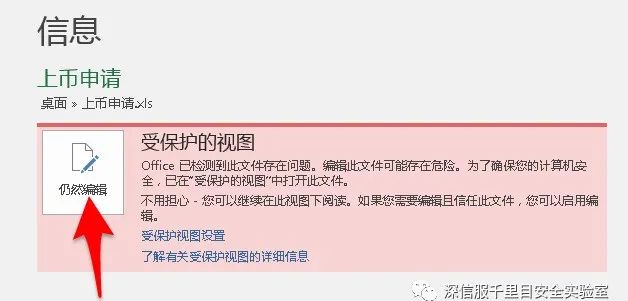 信息
上币申请
桌面 » 上币申请.xls
受保护的视图
Office 已检测到此文件存在问题。编辑此文件可能存在危险。为了确保您的计算机安
全，已在"受保护的视图"中打开此文件。
不用担心 - 您可以继续在此视图下阅读。如果您需要编辑且信任此文件，您可以启用编
辑。
仍然编辑
受保护视图设置
了解有关受保护视图的详细信息
深信服千里目安全实验室